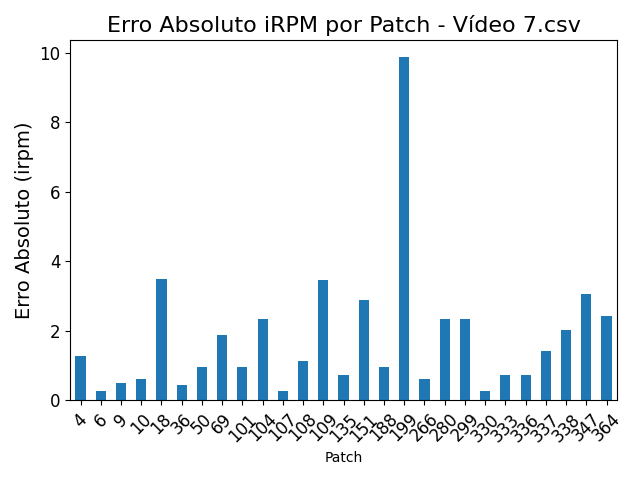 Erro Absoluto iRPM por Patch - Vídeo 7.csv
Erro Absoluto (irpm)
10
8
6
4
2
0
4 6 9 10 18 36 50 69 101 104 107 108 109 135 151 188 199 266 280 299 330 333 336 337 338 347 364
Patch